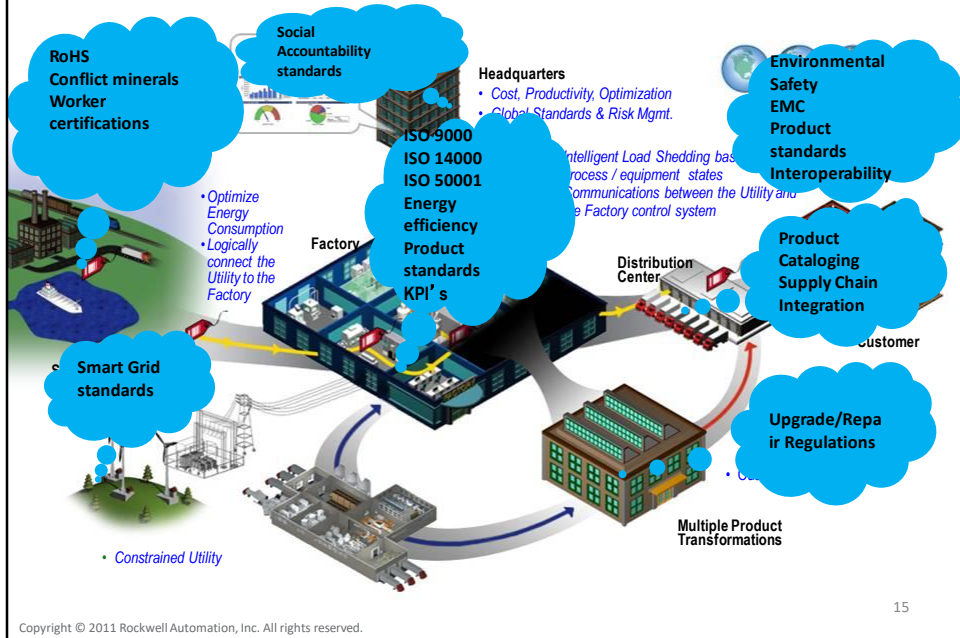 RoHS
Conflict minerals
Worker
certifications
Social
Accountability
standards
Headquarters
• Cost, Productivity, Optimization
• Global Standards & Risk Mgmt.
Environmental
Safety
EMC
Product
standards
Interoperability
ISO 9000
ISO 14000
ISO 50001
Energy
efficiency
Product
standards
KPI's
Intelligent Load Shedding
process / equipment states
Communications between the Utility and
Factory control system
• Optimize
Energy
Consumption
• Logically
connect the
Utility to the
Factory
Factory
Distribution
Center
Product
Cataloging
Supply Chain
Integration
Customer
Smart Grid
standards
Upgrade/Repa
ir Regulations
Multiple Product
Transformations
• Constrained Utility
15
Copyright © 2011 Rockwell Automation, Inc. All rights reserved.